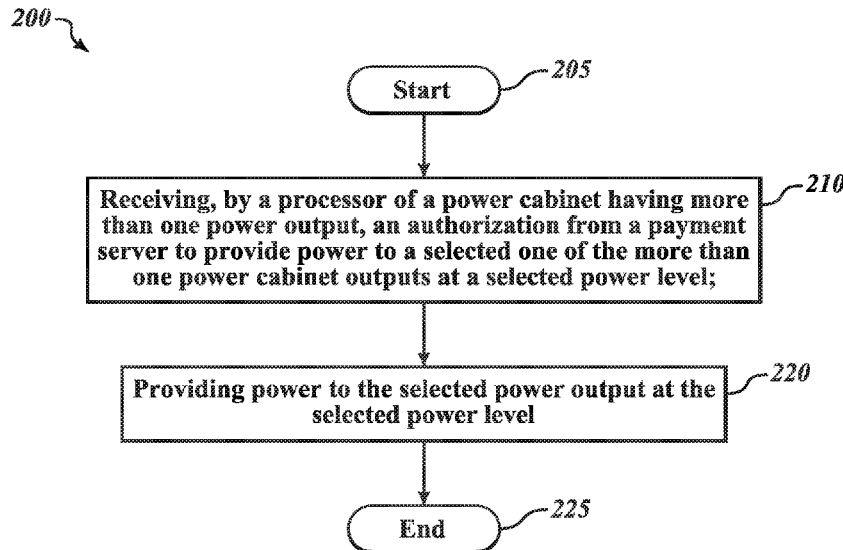 200
Start
205
Receiving, by a processor of a power cabinet having more
than one power output, an authorization from a payment
server to provide power to a selected one of the more than
one power cabinet outputs at a selected power level;
210
Providing power to the selected power output at the
selected power level
220
End
225